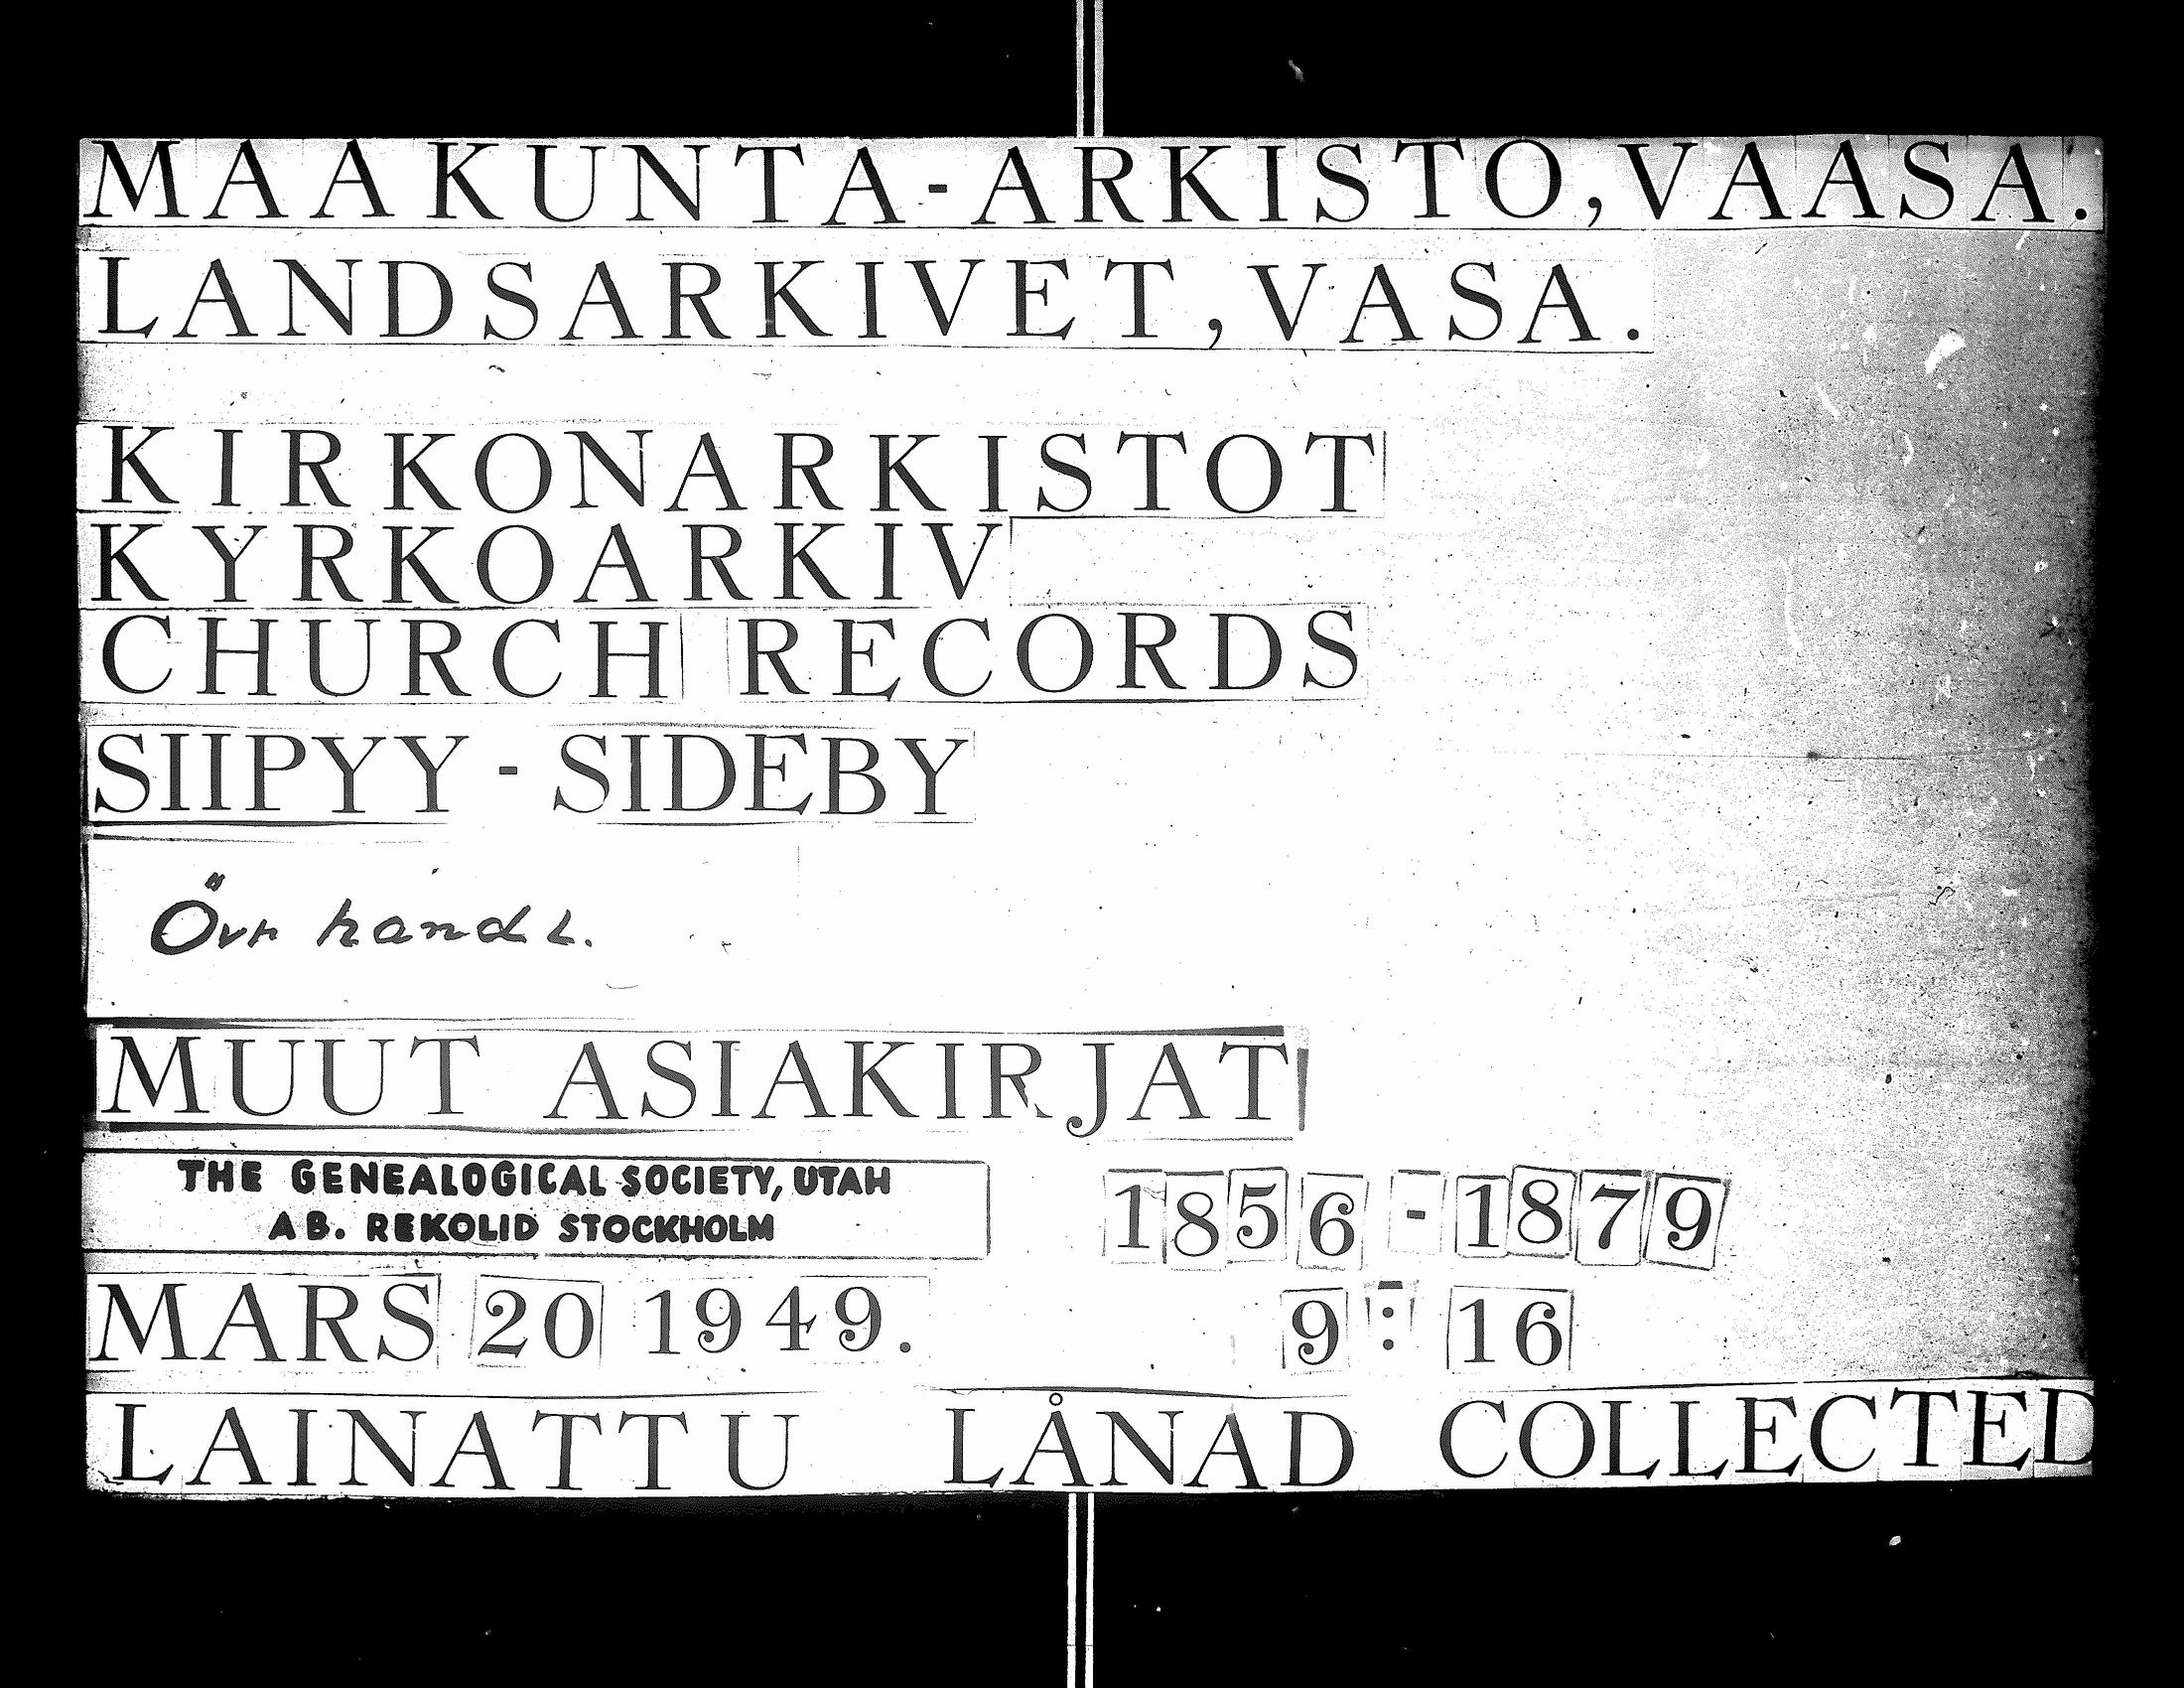 MAAKUNTA-ARKISTO, VAASA.
LANDSARKIVET, VASA.
KIRKONARKISTOT
KYRKOARKIV
CHURCH RECORDS
SIIPYY - SIDEBY
Övr handl.
MUUT ASIAKIRJAT
THE GENEALOGICAL SOCIETY, UTAH
AB. REKOLID STOCKHOLM
1856 - 1879
MARS 20 1949.
9 : 16
LAINATTU LÅNAD COLLECTED